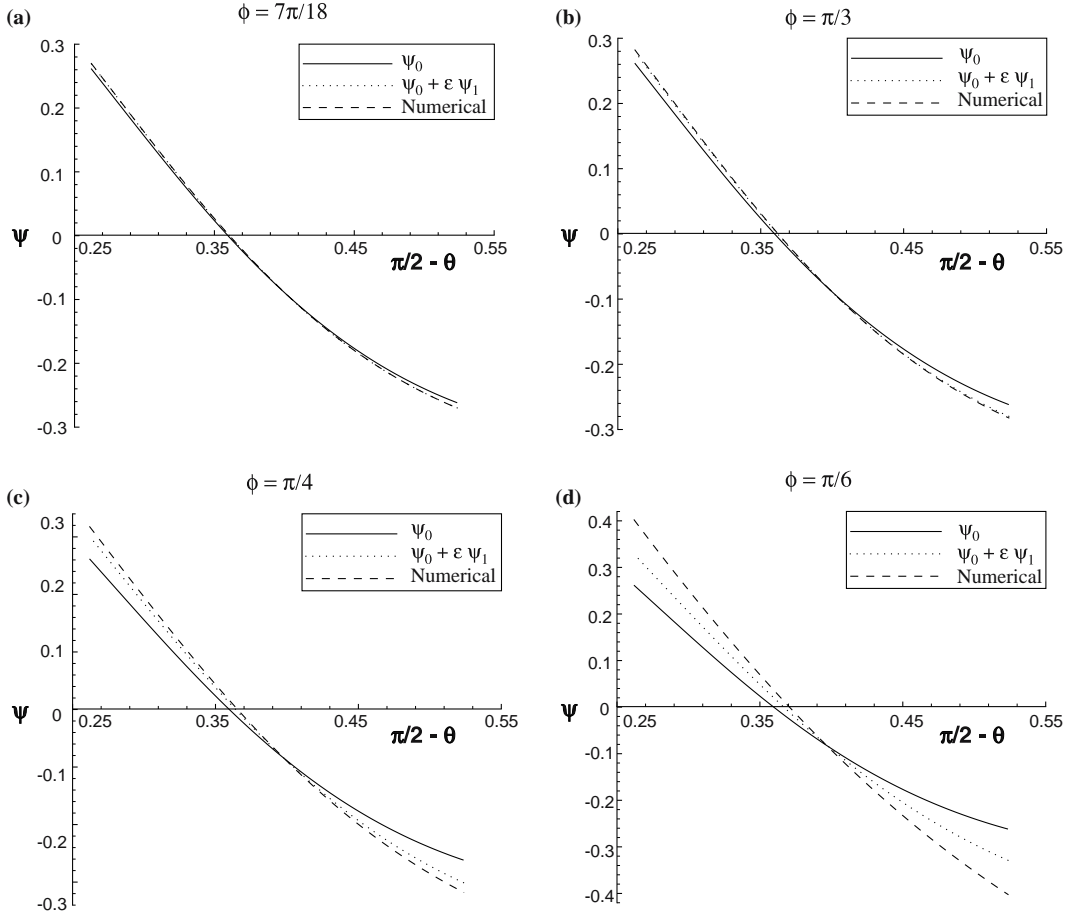 (a)
ϕ = 7π/18
ψ₀
ψ₀ + ε ψ₁
Numerical
0.3
0.2
0.1
0
-0.1
-0.2
-0.3
ψ
0.25
0.35
0.45
0.55
π/2 - θ
(b)
ϕ = π/3
ψ₀
ψ₀ + ε ψ₁
Numerical
0.3
0.2
0.1
0
-0.1
-0.2
-0.3
ψ
0.25
0.35
0.45
0.55
π/2 - θ
(c)
ϕ = π/4
ψ₀
ψ₀ + ε ψ₁
Numerical
0.3
0.2
0.1
0
-0.1
-0.2
-0.3
ψ
0.25
0.35
0.45
0.55
π/2 - θ
(d)
ϕ = π/6
ψ₀
ψ₀ + ε ψ₁
Numerical
0.4
0.3
0.2
0.1
0
-0.1
-0.2
-0.3
-0.4
ψ
0.25
0.35
0.45
0.55
π/2 - θ